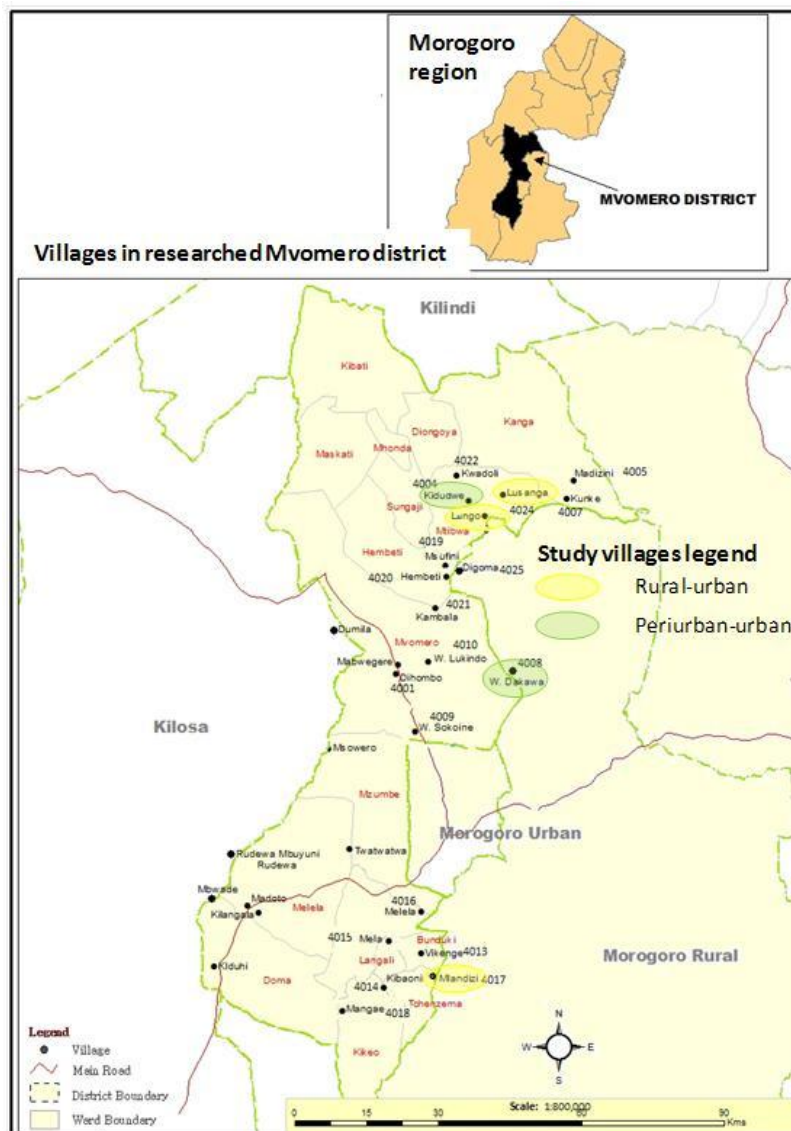 Morogoro
region
MVOMERO DISTRICT
Villages in researched Mvomero district
Kilindi
Kibati
Kanga
Diongoya
Mhonda
Maskati
4022
Kwadoli
Madizini 4005
4004
Kidudwe
Lusanga
Kunke
Sungaji
Lungo
4024
4007
Mtibwa
4019
Hembeti
Msufini
Digoma 4025
4020
Hembeti
4021
Kambala
Study villages legend
Rural-urban
Periurban-urban
Dumila
Mvomero
4010
Mabwegere
W. Lukindo
4008
Dihombo
W. Dakawa
4001
Kilosa
4009
W. Sokoine
Msowero
Mzumbe
Morogoro Urban
Twatwatwa
Rudewa Mbuyuni
Rudewa
Mbwade
Madoto
Melela
4016
Kilangala
Melela
4015
Mela
Bunduki
Vikenge 4013
Langali
Morogoro Rural
Kiduhi
Doma
Kibaoni
Mlandizi 4017
4014
Tchenzema
Mangae 4018
Kikeo
Legend
Village
Main Road
District Boundary
Ward Boundary
N
W E
S
Scale: 1:800,000
0 15 30 60 90
Kms